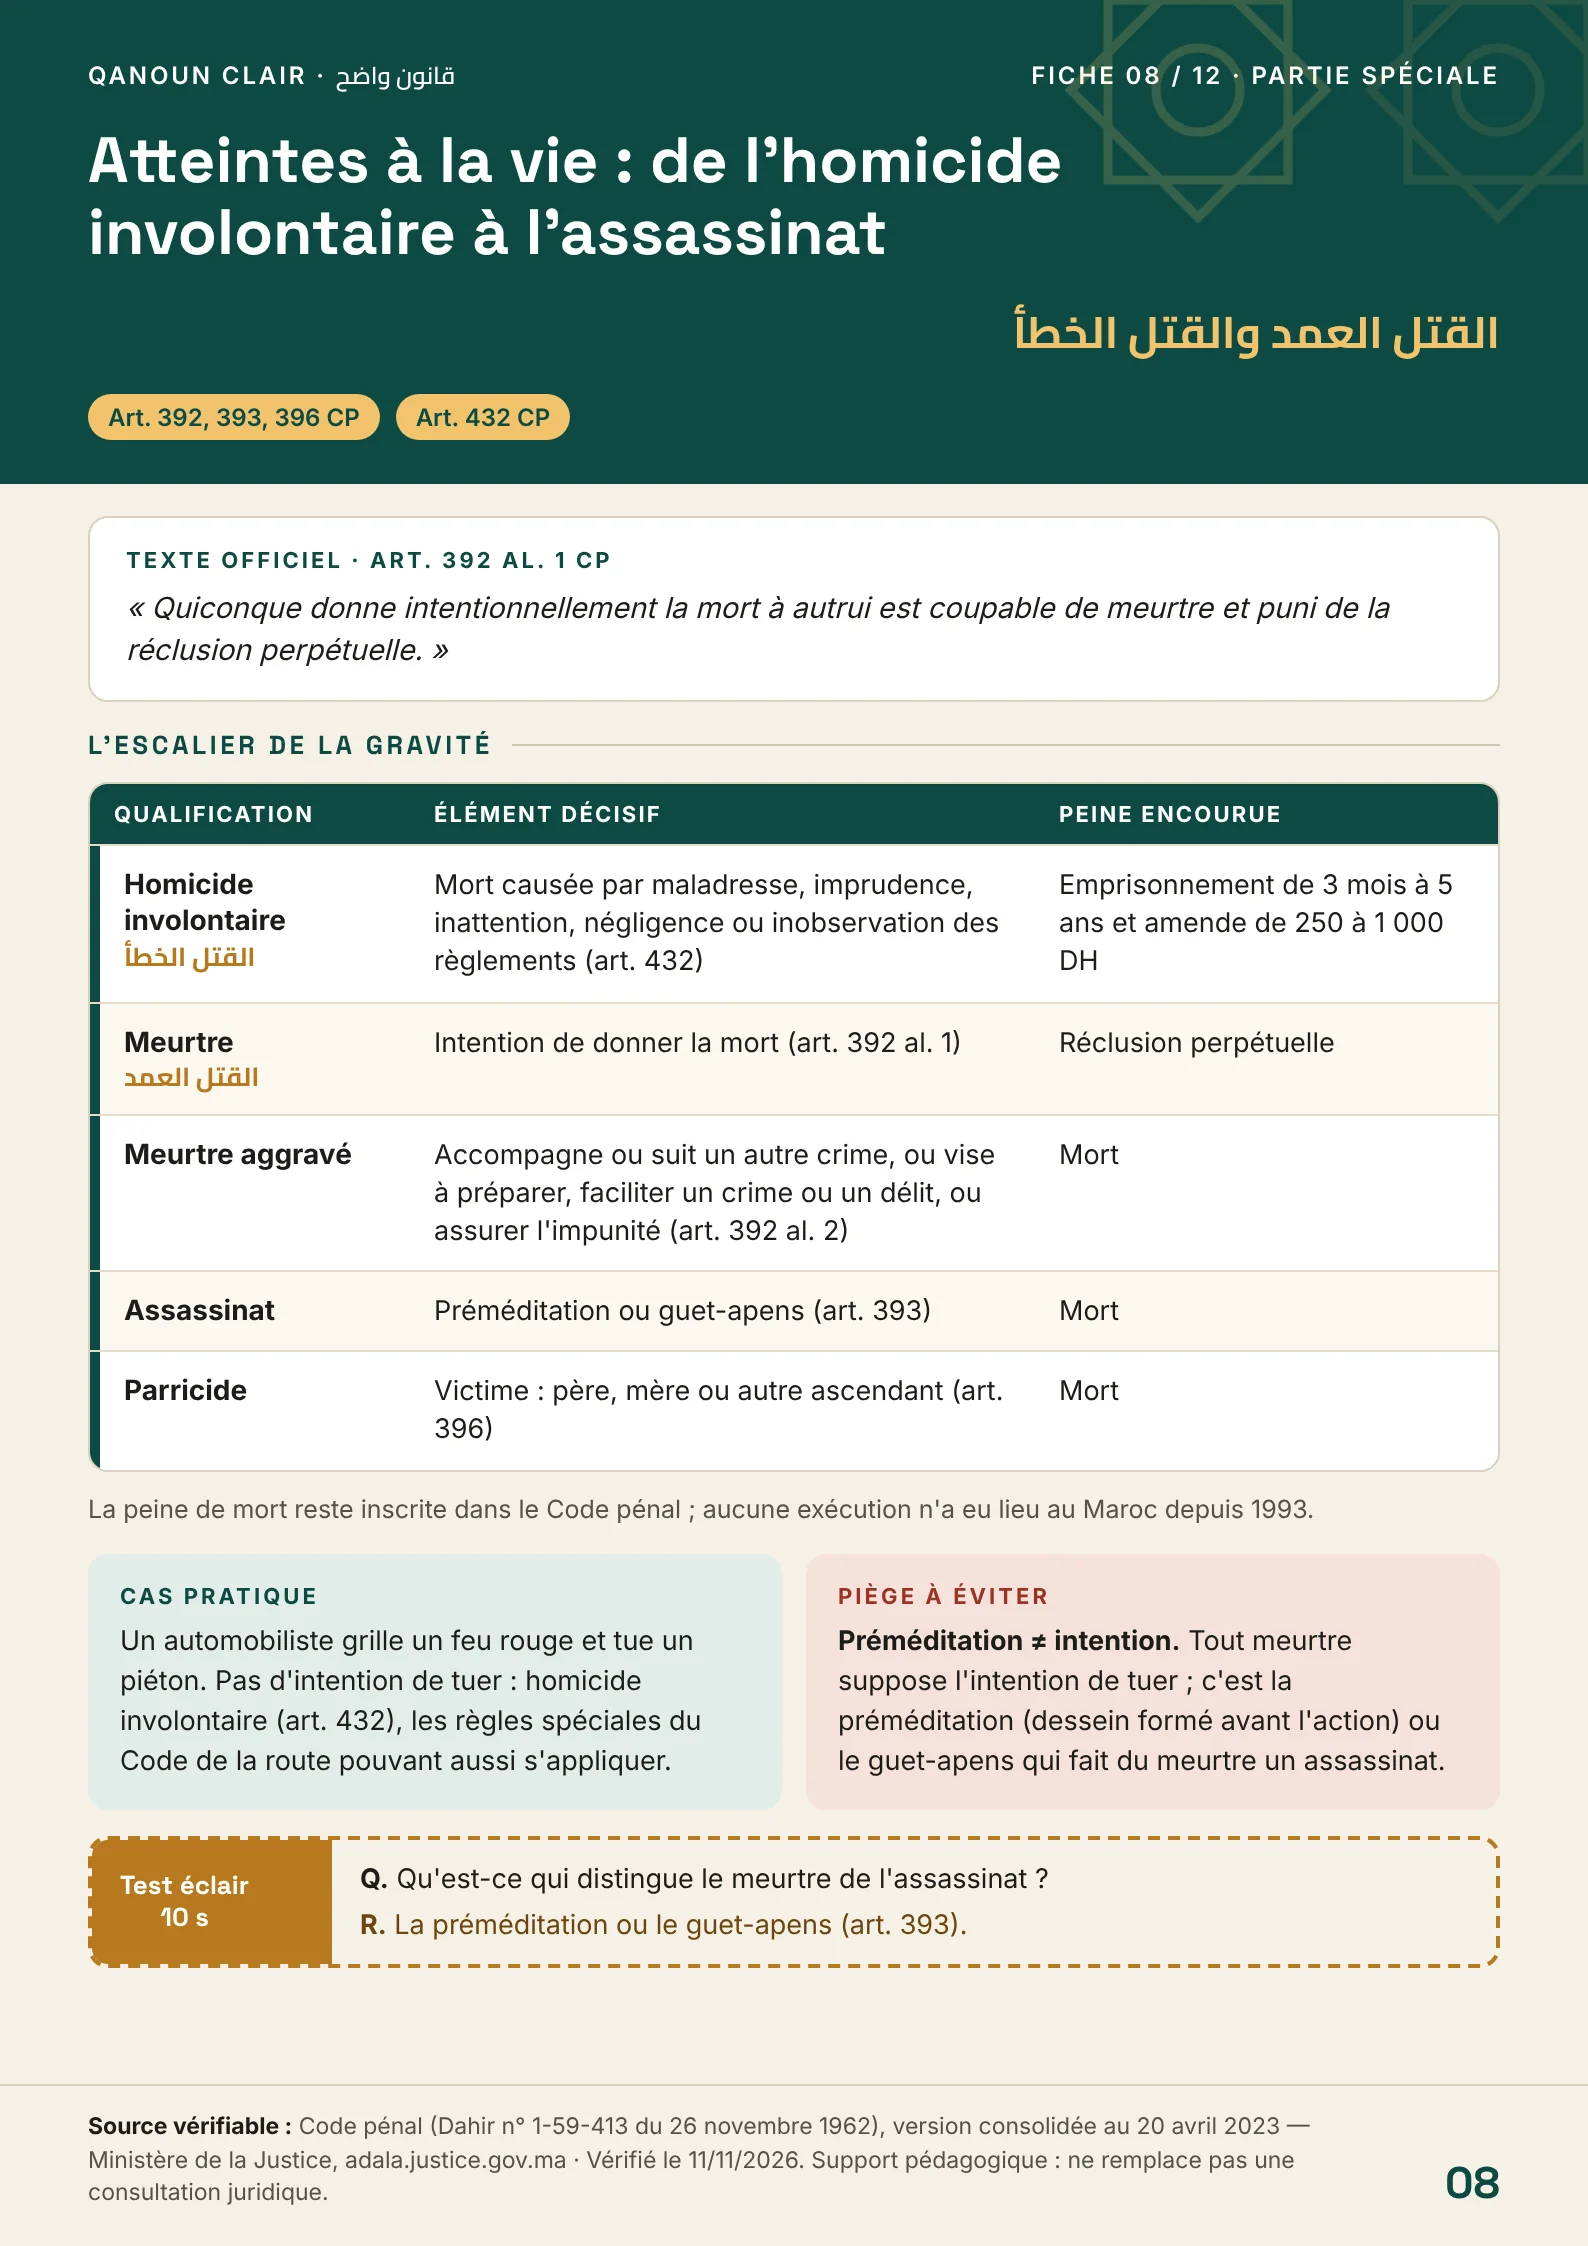 QANOUN CLAIR · قانون واضح
FICHE 08 / 12 · PARTIE SPÉCIALE
Atteintes à la vie : de l’homicide
involontaire à l’assassinat
القتل العمد والقتل الخطأ
Art. 392, 393, 396 CP
Art. 432 CP
TEXTE OFFICIEL · ART. 392 AL. 1 CP
« Quiconque donne intentionnellement la mort à autrui est coupable de meurtre et puni de la
réclusion perpétuelle. »
L’ESCALIER DE LA GRAVITÉ
QUALIFICATION
ÉLÉMENT DÉCISIF
PEINE ENCOURUE
Homicide
involontaire
القتل الخطأ
Mort causée par maladresse, imprudence,
inattention, négligence ou inobservation des
règlements (art. 432)
Emprisonnement de 3 mois à 5
ans et amende de 250 à 1 000
DH
Meurtre
القتل العمد
Intention de donner la mort (art. 392 al. 1)
Réclusion perpétuelle
Meurtre aggravé
Accompagne ou suit un autre crime, ou vise
à préparer, faciliter un crime ou un délit, ou
assurer l'impunité (art. 392 al. 2)
Mort
Assassinat
Préméditation ou guet-apens (art. 393)
Mort
Parricide
Victime : père, mère ou autre ascendant (art.
396)
Mort
La peine de mort reste inscrite dans le Code pénal ; aucune exécution n'a eu lieu au Maroc depuis 1993.
CAS PRATIQUE
Un automobiliste grille un feu rouge et tue un
piéton. Pas d'intention de tuer : homicide
involontaire (art. 432), les règles spéciales du
Code de la route pouvant aussi s'appliquer.
PIÈGE À ÉVITER
Préméditation ≠ intention. Tout meurtre
suppose l'intention de tuer ; c'est la
préméditation (dessein formé avant l'action) ou
le guet-apens qui fait du meurtre un assassinat.
Test éclair
10 s
Q. Qu'est-ce qui distingue le meurtre de l'assassinat ?
R. La préméditation ou le guet-apens (art. 393).
Source vérifiable : Code pénal (Dahir n° 1-59-413 du 26 novembre 1962), version consolidée au 20 avril 2023 —
Ministère de la Justice, adala.justice.gov.ma · Vérifié le 11/11/2026. Support pédagogique : ne remplace pas une
consultation juridique.
08